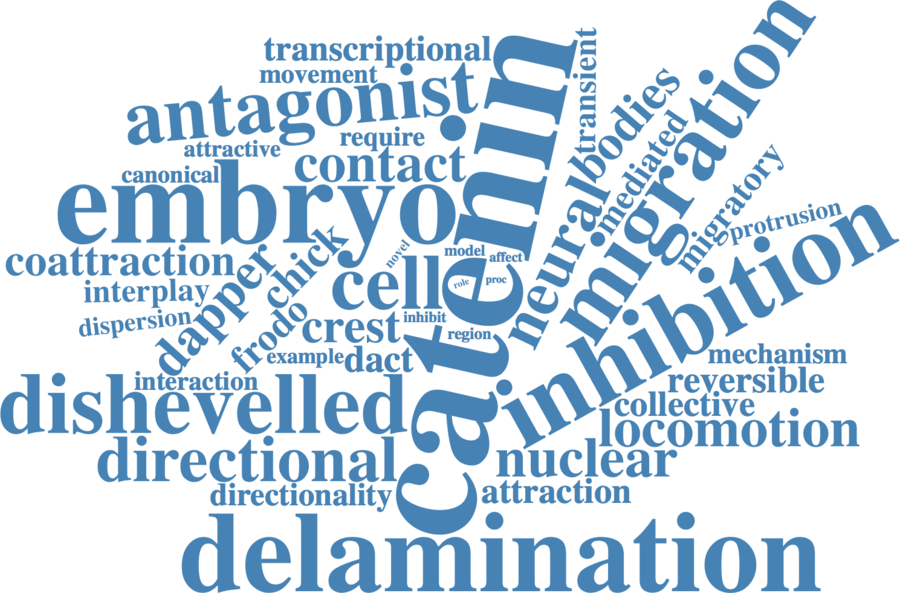 transcriptional
movement
antagonist
transient
attractive
require
contact
canonical
embryo
catenin
neural
bodies
mediated
migration
migratory
protrusion
inhibition
coattraction
interplay
dispersion
dapper
chick
frodo
novel
model
affect
role
proc
cell
inhibit
crest
region
example
dact
interaction
dishevelled
directional
directionality
mechanism
reversible
collective
locomotion
nuclear
attraction
delamination